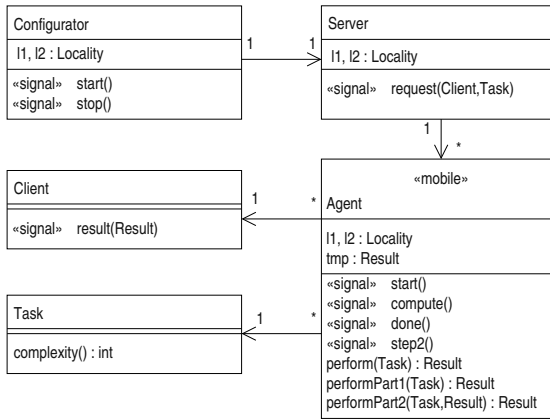 Configurator
l1, l2 : Locality
«signal» start()
«signal» stop()
1
1
Server
l1, l2 : Locality
«signal» request(Client,Task)
1
*
Client
«signal» result(Result)
1
*
«mobile»
Agent
l1, l2 : Locality
tmp : Result
«signal» start()
«signal» compute()
«signal» done()
«signal» step2()
perform(Task) : Result
performPart1(Task) : Result
performPart2(Task,Result) : Result
Task
complexity() : int
1
*